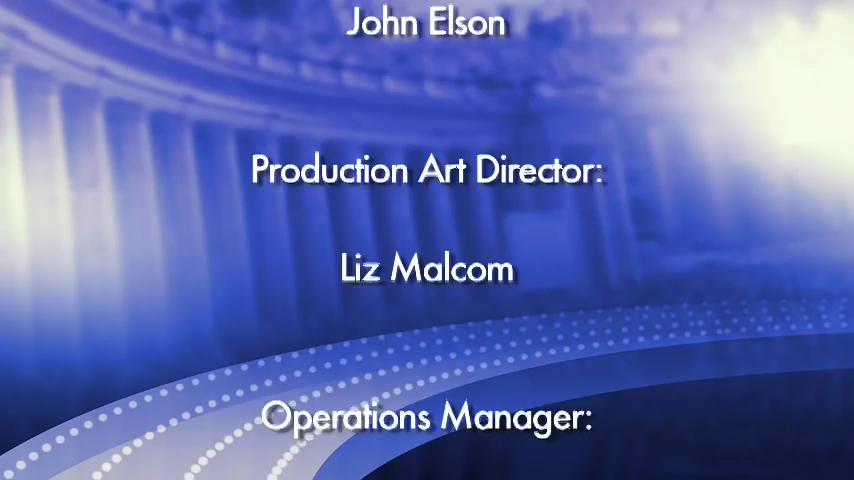 John Elson
Production Art Director:
Liz Malcom
Operations Manager: